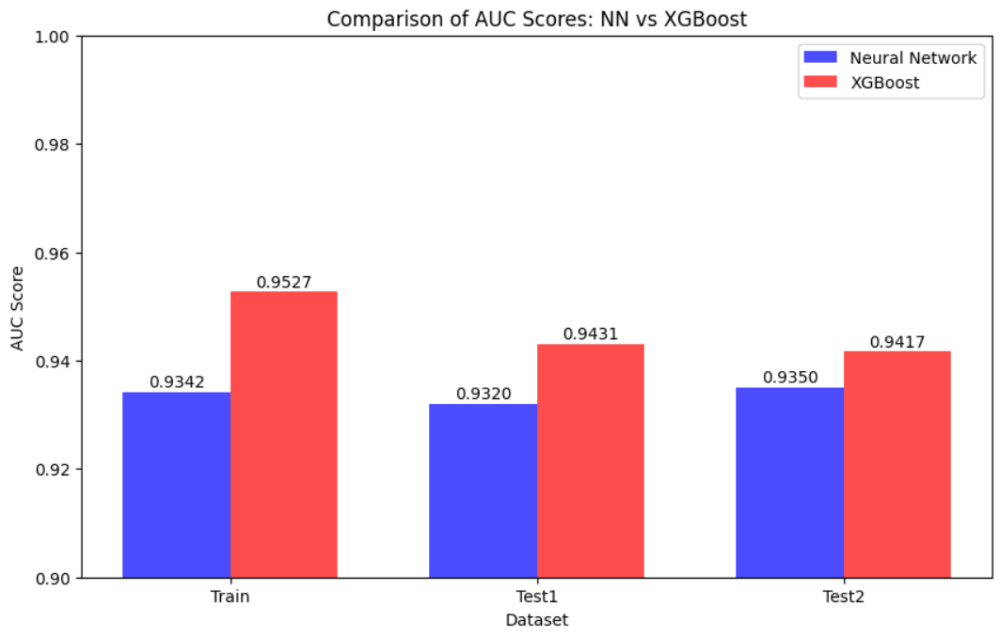 Comparison of AUC Scores: NN vs XGBoost
1.00
Neural Network
XGBoost
0.98
0.96
0.9527
0.9431
0.9417
AUC Score
0.94
0.9342
0.9320
0.9350
0.92
0.90
Train
Test1
Test2
Dataset